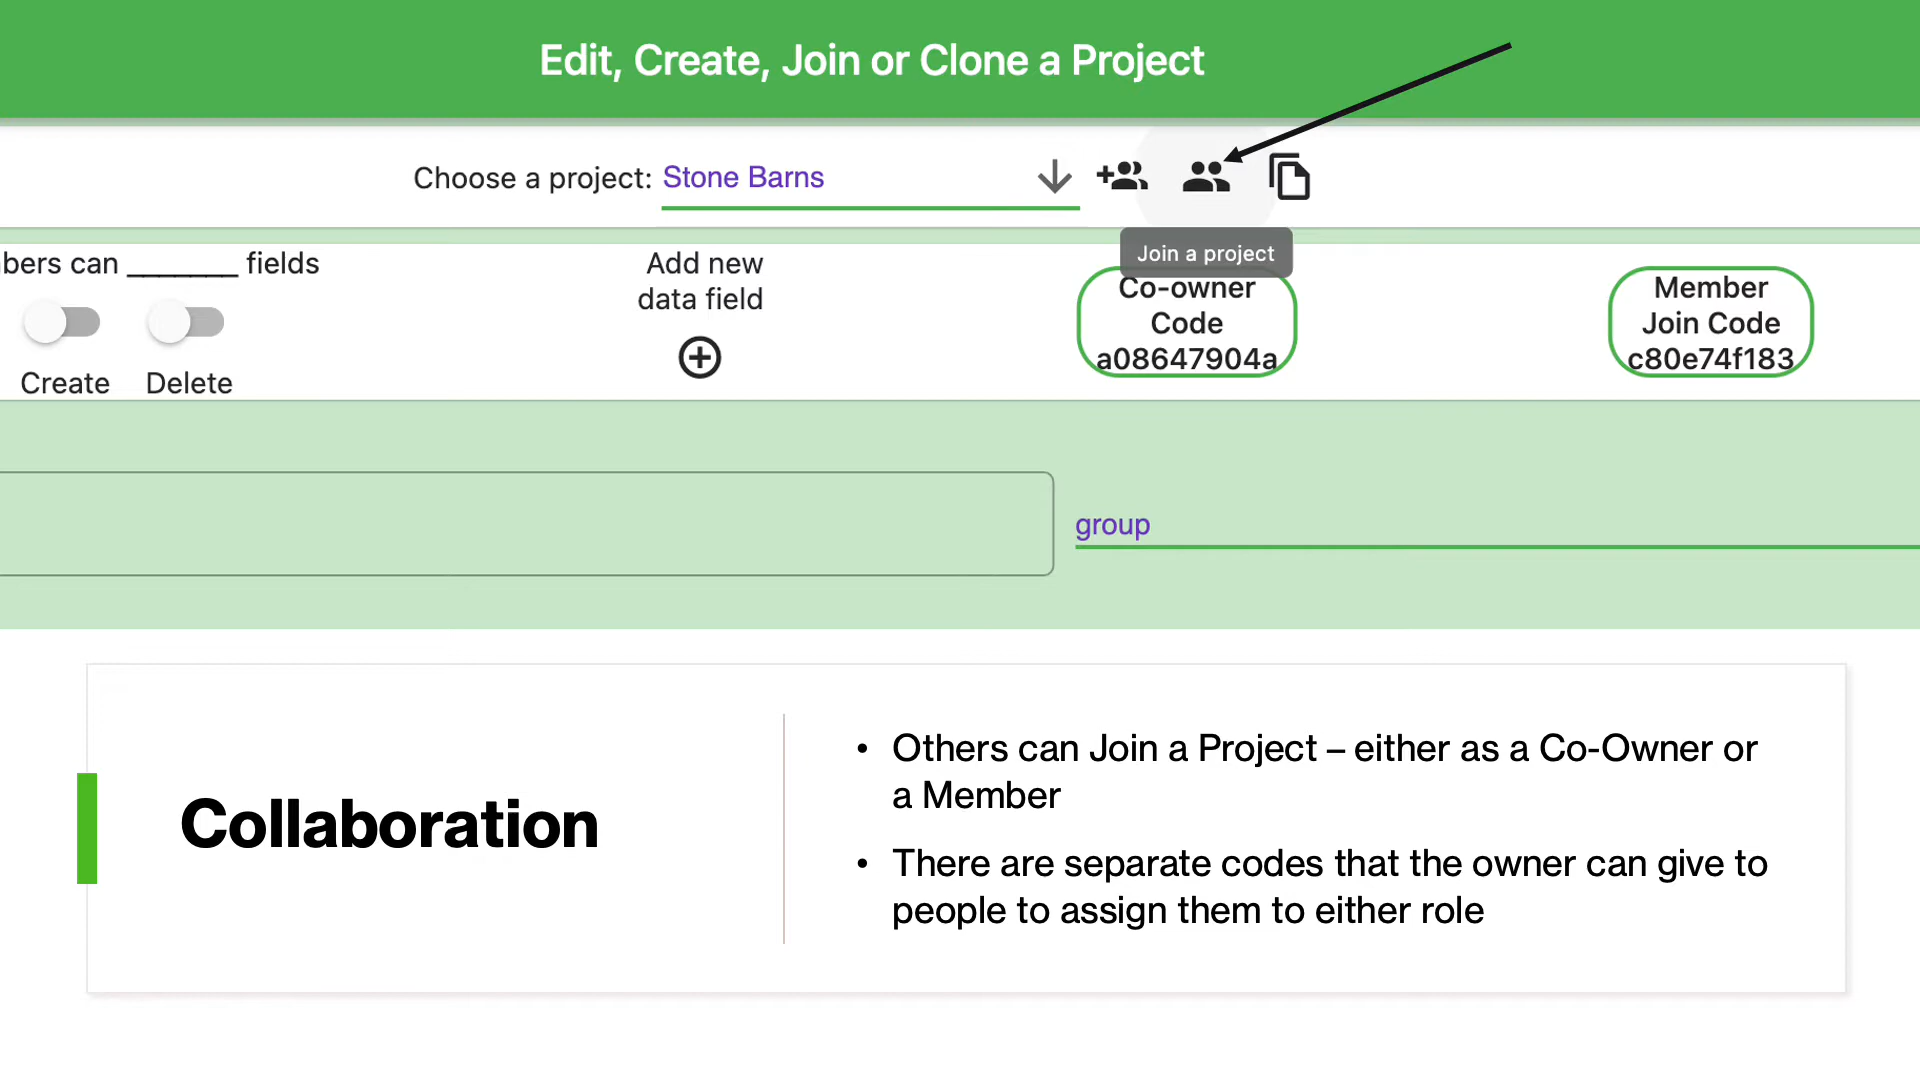 Edit, Create, Join or Clone a Project
Choose a project: Stone Barns
Join a project
bers can _______ fields
Create Delete
Add new
data field
Co-owner
Code
a08647904a
Member
Join Code
c80e74f183
group
Collaboration
• Others can Join a Project – either as a Co-Owner or
a Member
• There are separate codes that the owner can give to
people to assign them to either role